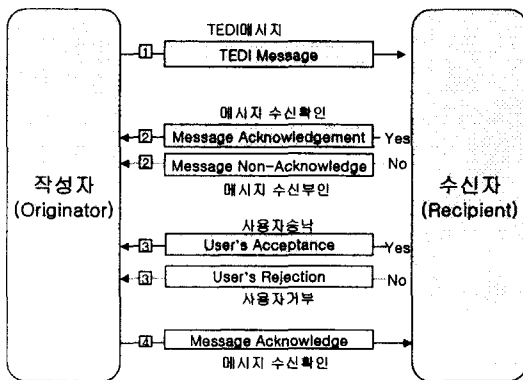 TEDI메시지
1 TEDI Message
메시지 수신확인
2 Message Acknowledgement Yes
2 Message Non-Acknowledge No
메시지 수신부인
작성자
(Originator)
수신자
(Recipient)
사용자승낙
3 User's Acceptance Yes
3 User's Rejection No
사용자거부
4 Message Acknowledge
메시지 수신확인